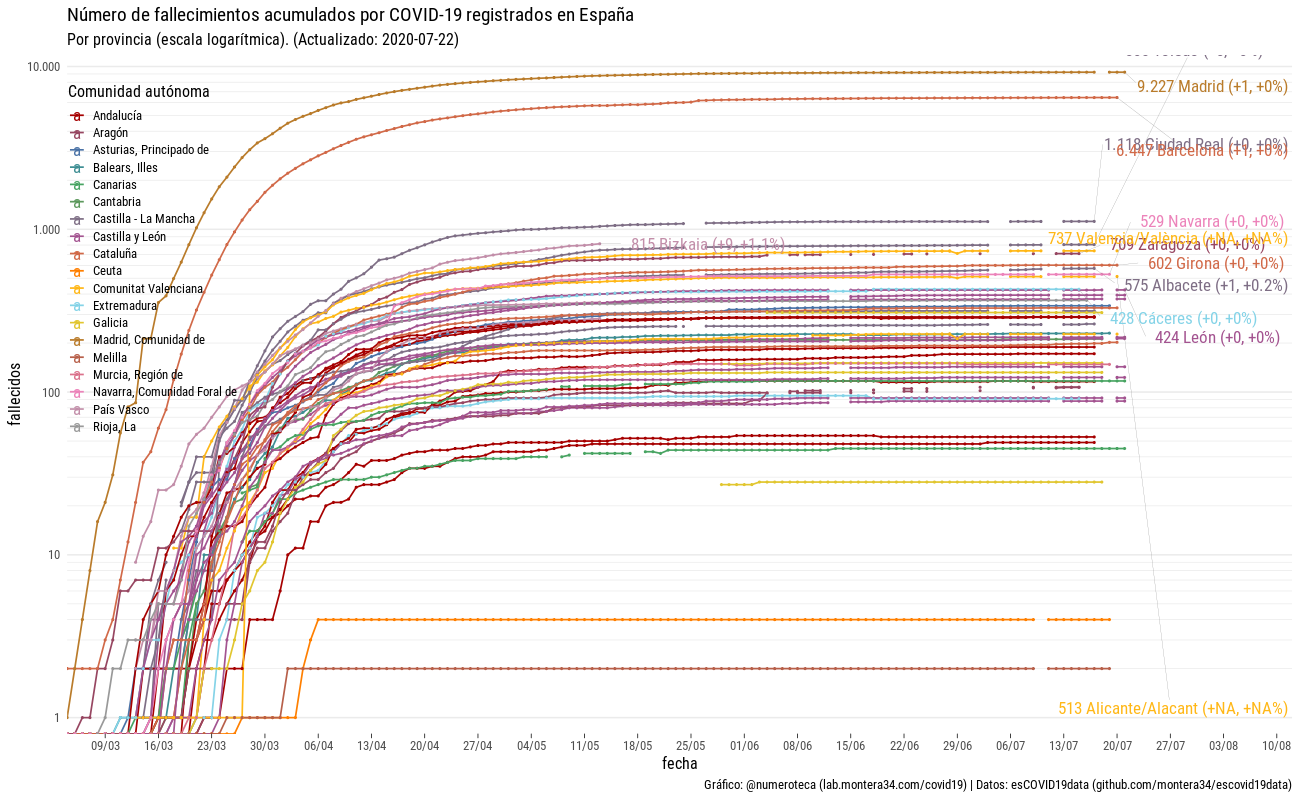 Número de fallecimientos acumulados por COVID-19 registrados en España
Por provincia (escala logarítmica). (Actualizado: 2020-07-22)
10.000
1.000
100
10
1
fallecidos
Comunidad autónoma
Andalucía
Aragón
Asturias, Principado de
Balears, Illes
Canarias
Cantabria
Castilla - La Mancha
Castilla y León
Cataluña
Ceuta
Comunitat Valenciana
Extremadura
Galicia
Madrid, Comunidad de
Melilla
Murcia, Región de
Navarra, Comunidad Foral de
País Vasco
Rioja, La
9.227 Madrid (+1, +0%)
1.118 Ciudad Real (+0, +0%)
6.447 Barcelona (+1, +0%)
529 Navarra (+0, +0%)
737 Valencia/València (+NA, +NA%)
815 Bizkaia (+9, +1.1%)
709 Zaragoza (+0, +0%)
602 Girona (+0, +0%)
575 Albacete (+1, +0.2%)
428 Cáceres (+0, +0%)
424 León (+0, +0%)
513 Alicante/Alacant (+NA, +NA%)
09/03 16/03 23/03 30/03 06/04 13/04 20/04 27/04 04/05 11/05 18/05 25/05 01/06 08/06 15/06 22/06 29/06 06/07 13/07 20/07 27/07 03/08 10/08
fecha
Gráfico: @numeroteca (lab.montera34.com/covid19) | Datos: esCOVID19data (github.com/montera34/escovid19data)